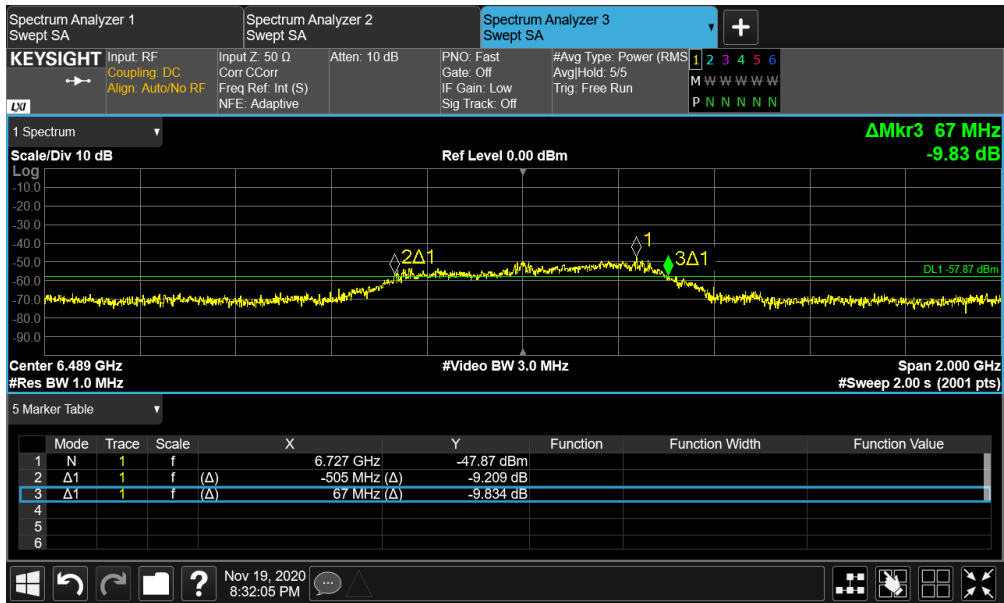 Spectrum Analyzer 1
Swept SA
Spectrum Analyzer 2
Swept SA
Spectrum Analyzer 3
Swept SA
KEYSIGHT
LXI
Input: RF
Coupling: DC
Align: Auto/No RF
Input Z: 50 Ω
Corr CCorr
Freq Ref: Int (S)
NFE: Adaptive
Atten: 10 dB
PNO: Fast
Gate: Off
IF Gain: Low
Sig Track: Off
#Avg Type: Power (RMS
Avg|Hold: 5/5
Trig: Free Run
1 2 3 4 5 6
M W W W W W
P N N N N N
1 Spectrum
ΔMkr3 67 MHz
-9.83 dB
Scale/Div 10 dB
Ref Level 0.00 dBm
Log
-10.0
-20.0
-30.0
-40.0
-50.0
-60.0
-70.0
-80.0
-90.0
2Δ1
1
3Δ1
DL1 -57.87 dBm
Center 6.489 GHz
#Video BW 3.0 MHz
Span 2.000 GHz
#Res BW 1.0 MHz
#Sweep 2.00 s (2001 pts)
5 Marker Table
Mode Trace Scale X Y Function Function Width Function Value
1 N 1 f 6.727 GHz -47.87 dBm
2 Δ1 1 f (Δ) -505 MHz (Δ) -9.209 dB
3 Δ1 1 f (Δ) 67 MHz (Δ) -9.834 dB
4
5
6
?
Nov 19, 2020
8:32:05 PM